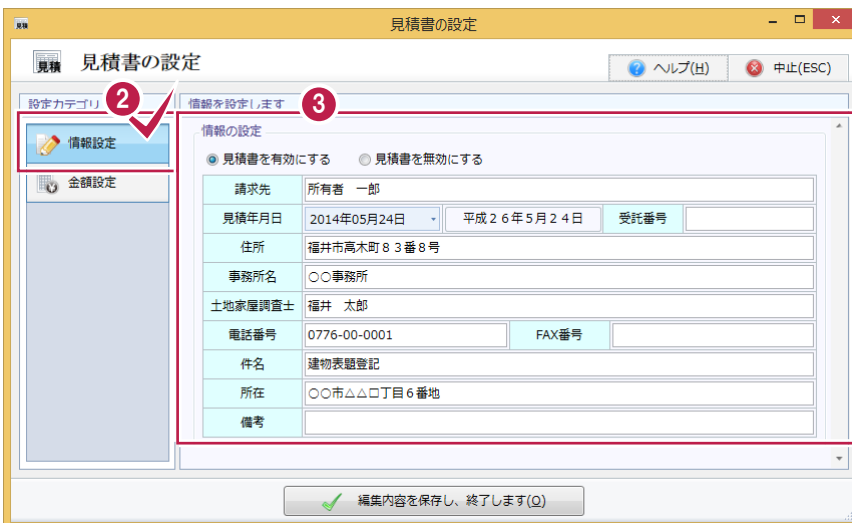 見積
見積書の設定
見積
見積書の設定
ヘルプ(H)
中止(ESC)
設定カテゴリ
2
情報を設定します
3
情報設定
金額設定
情報の設定
見積書を有効にする 見積書を無効にする
請求先 所有者 一郎
見積年月日 2014年05月24日 平成26年5月24日 受託番号
住所 福井市高木町83番8号
事務所名 〇〇事務所
土地家屋調査士 福井 太郎
電話番号 0776-00-0001 FAX番号
件名 建物表題登記
所在 〇〇市△△口丁目6番地
備考
編集内容を保存し、終了します(O)